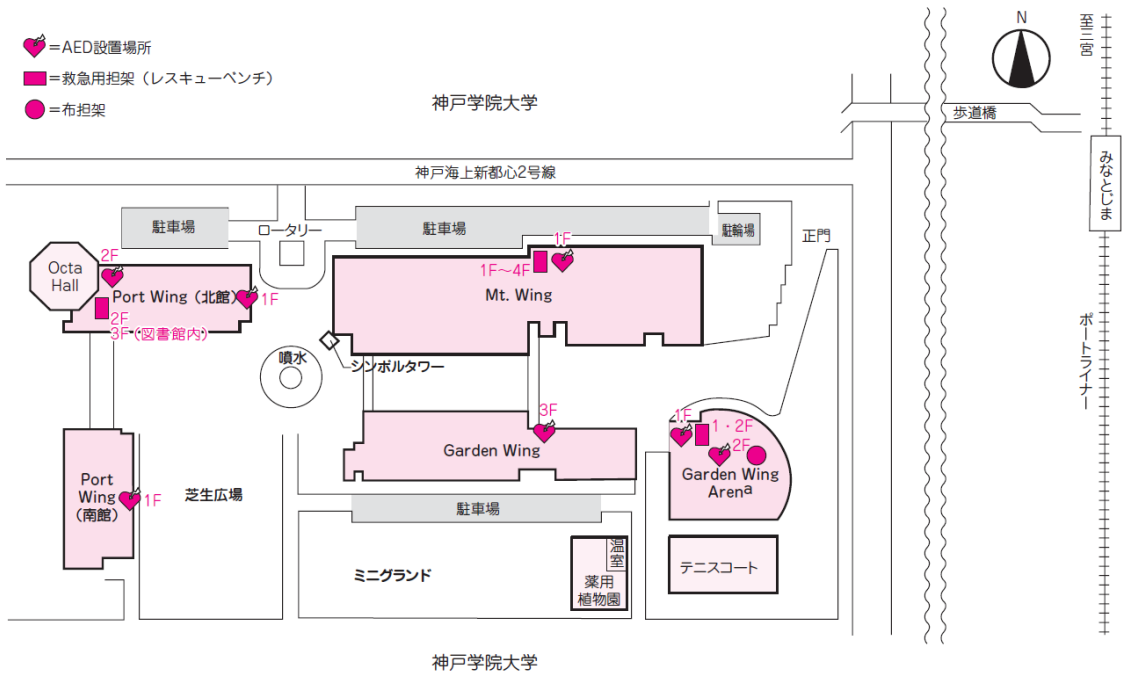 =AED設置場所
=救急用担架（レスキューベンチ）
=布担架
神戸学院大学
N
至三宮
歩道橋
神戸海上新都心2号線
みなとじま
駐車場
ロータリー
駐車場
駐輪場
正門
Octa
Hall
2F
Port Wing（北館）
1F
2F
3F（図書館内）
1F
1F～4F
Mt. Wing
ポートライナー
噴水
シンボルタワー
3F
Garden Wing
1F
1・2F
2F
Garden Wing
Arena
Port
Wing
（南館）
1F
芝生広場
駐車場
ミニグランド
温室
薬用
植物園
テニスコート
神戸学院大学